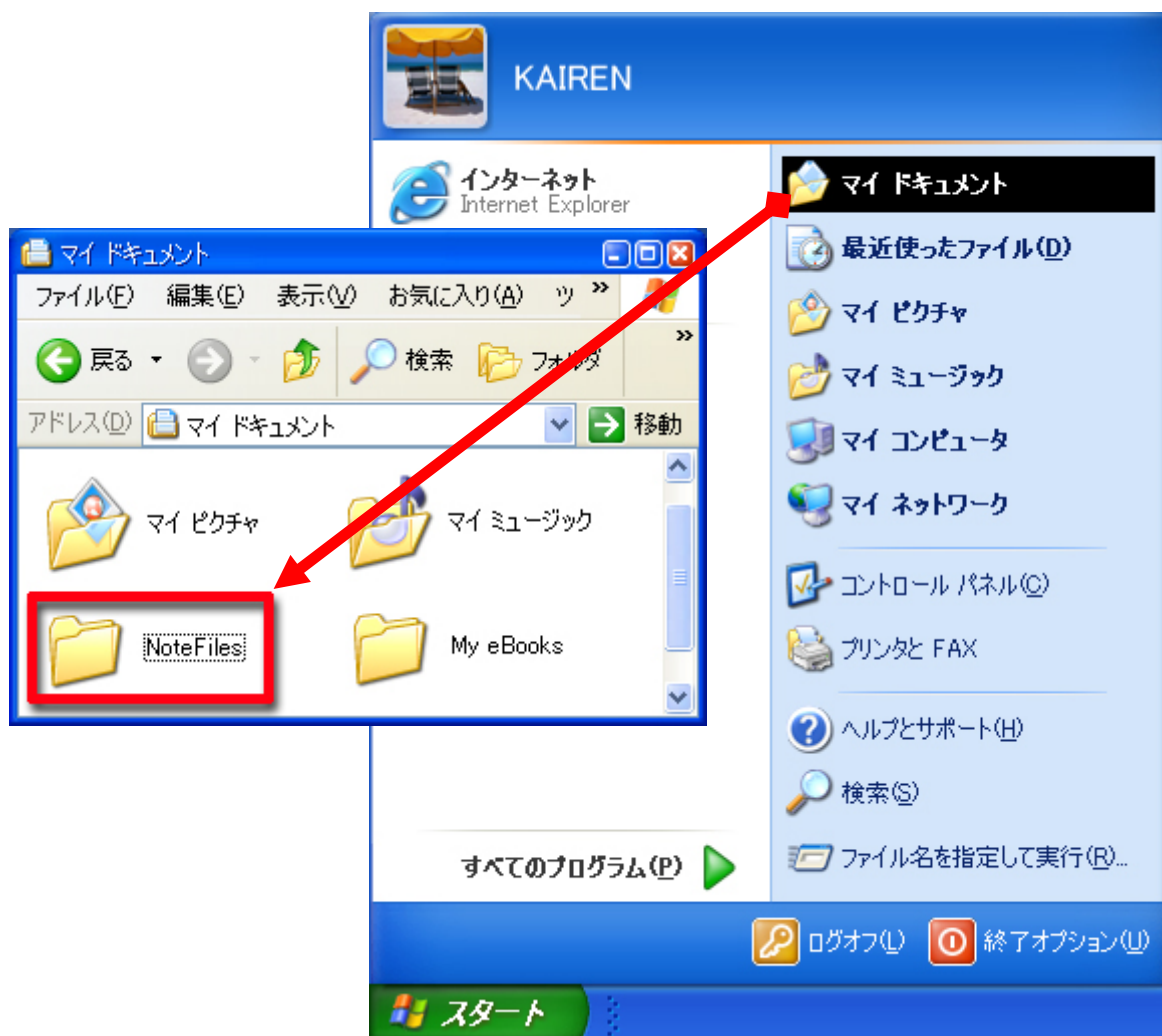 KAIREN
インターネット
Internet Explorer
マイ ドキュメント
最近使ったファイル(D)
マイ ピクチャ
マイ ミュージック
マイ コンピュータ
マイ ネットワーク
コントロール パネル(C)
プリンタと FAX
ヘルプとサポート(H)
検索(S)
ファイル名を指定して実行(R)...
すべてのプログラム(P)
ログオフ(L)
終了オプション(U)
スタート
マイ ドキュメント
ファイル(F) 編集(E) 表示(V) お気に入り(A) ツ »
戻る 検索 フォルダ »
アドレス(D) マイ ドキュメント 移動
マイ ピクチャ マイ ミュージック
NoteFiles My eBooks